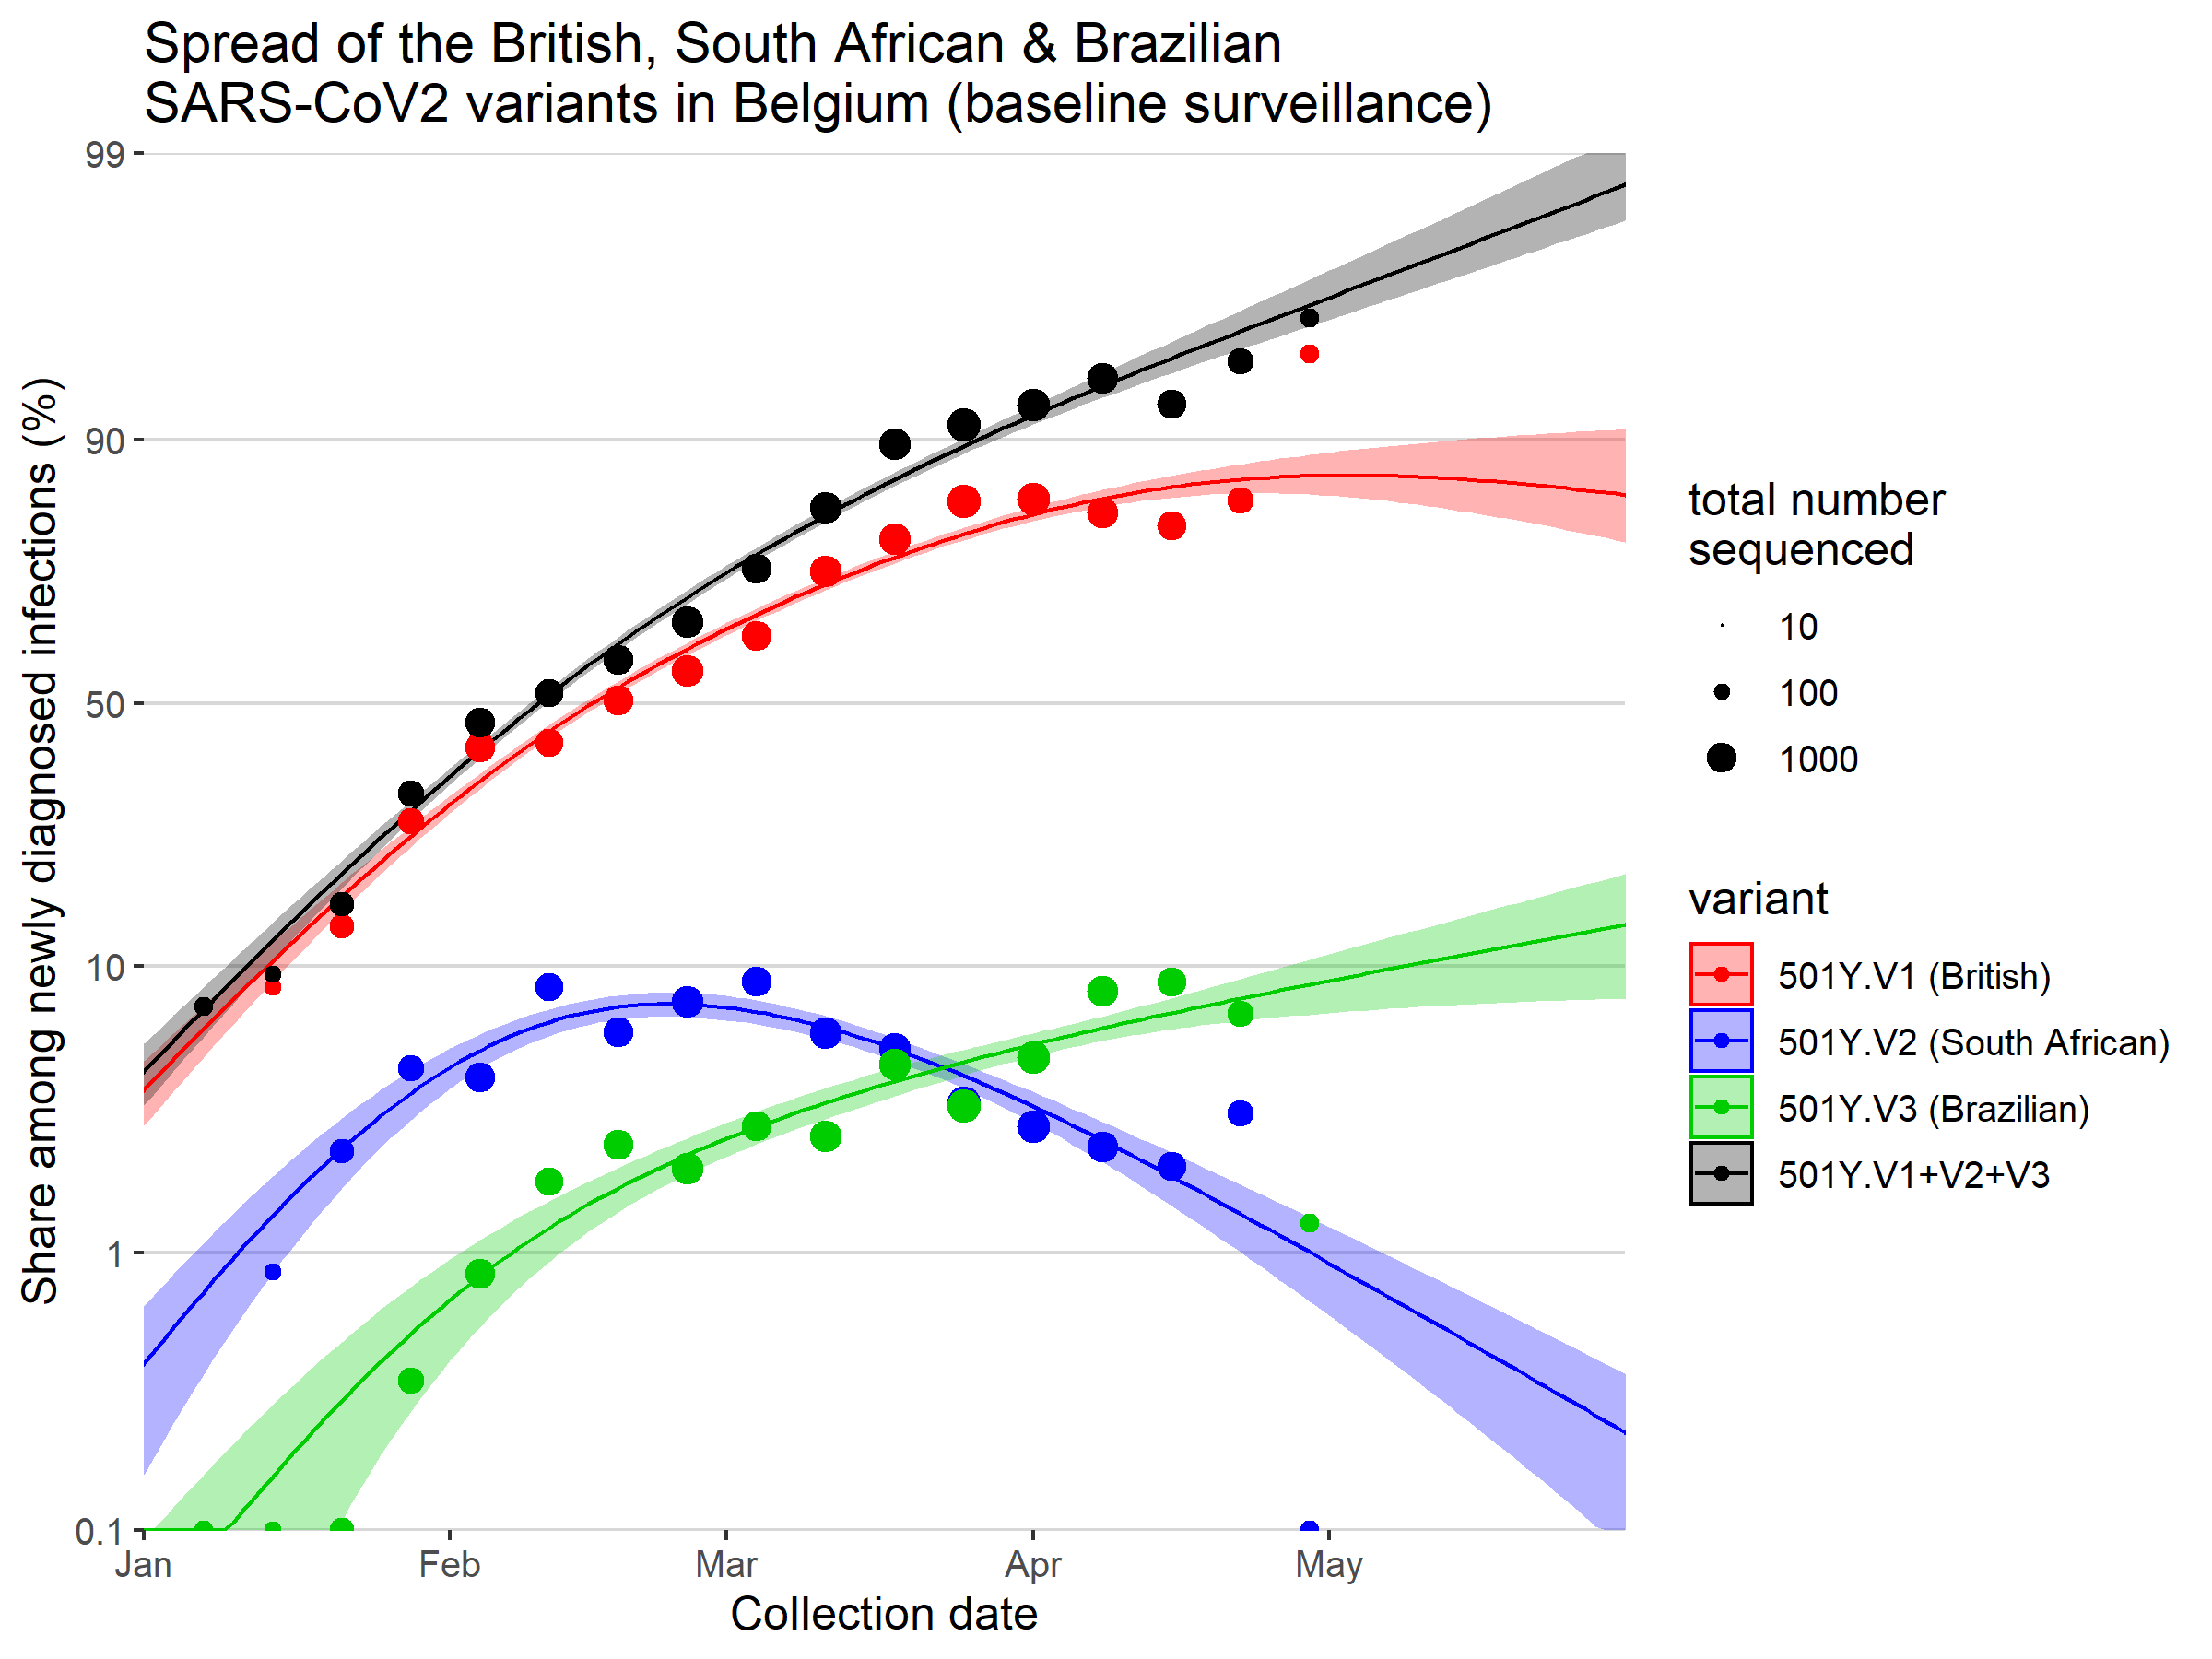 Spread of the British, South African & Brazilian
SARS-CoV2 variants in Belgium (baseline surveillance)
Share among newly diagnosed infections (%)
99
90
50
10
1
0.1
Jan
Feb
Mar
Apr
May
Collection date
total number
sequenced
10
100
1000
variant
501Y.V1 (British)
501Y.V2 (South African)
501Y.V3 (Brazilian)
501Y.V1+V2+V3